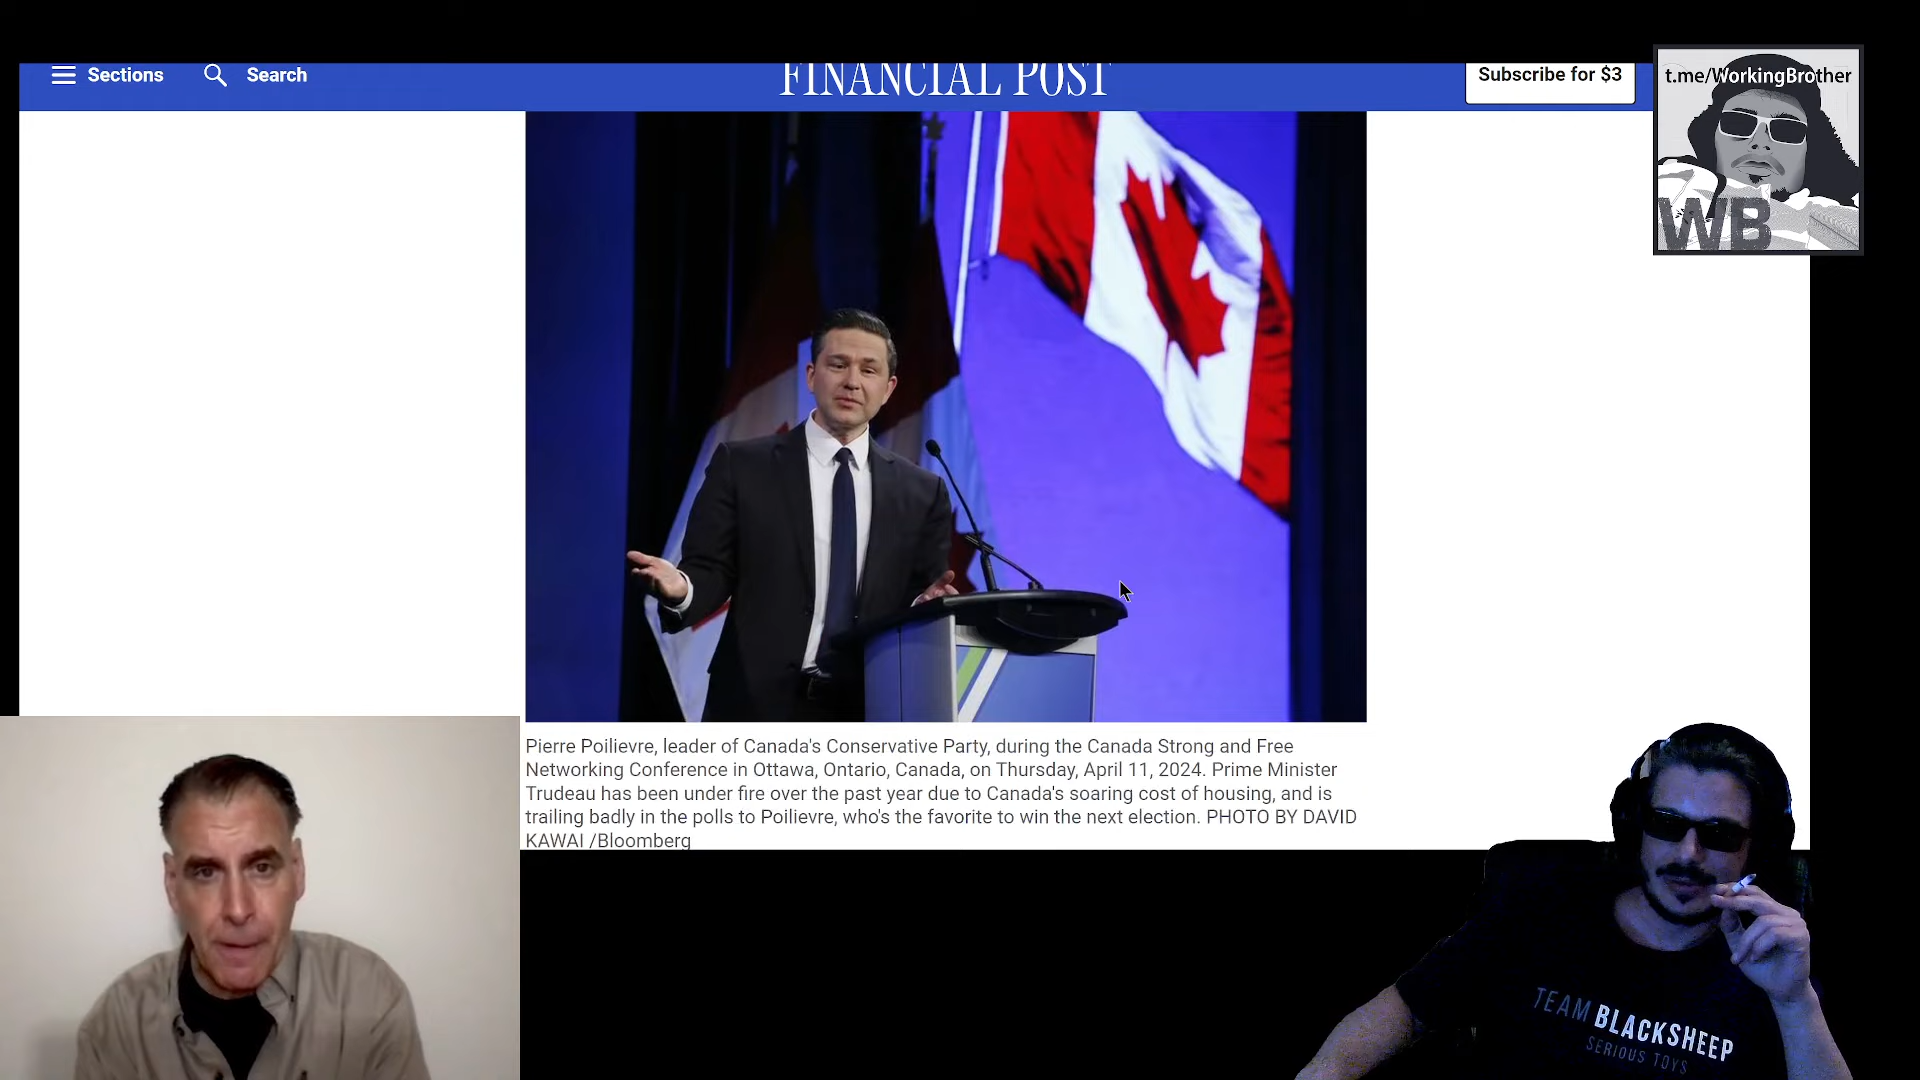 Sections
Search
FINANCIAL POST
Subscribe for $3
t.me/WorkingBrother
WB
Pierre Poilievre, leader of Canada's Conservative Party, during the Canada Strong and Free
Networking Conference in Ottawa, Ontario, Canada, on Thursday, April 11, 2024. Prime Minister
Trudeau has been under fire over the past year due to Canada's soaring cost of housing, and is
trailing badly in the polls to Poilievre, who's the favorite to win the next election. PHOTO BY DAVID
KAWAI /Bloomberg
TEAM BLACKSHEEP
SERIOUS TOYS